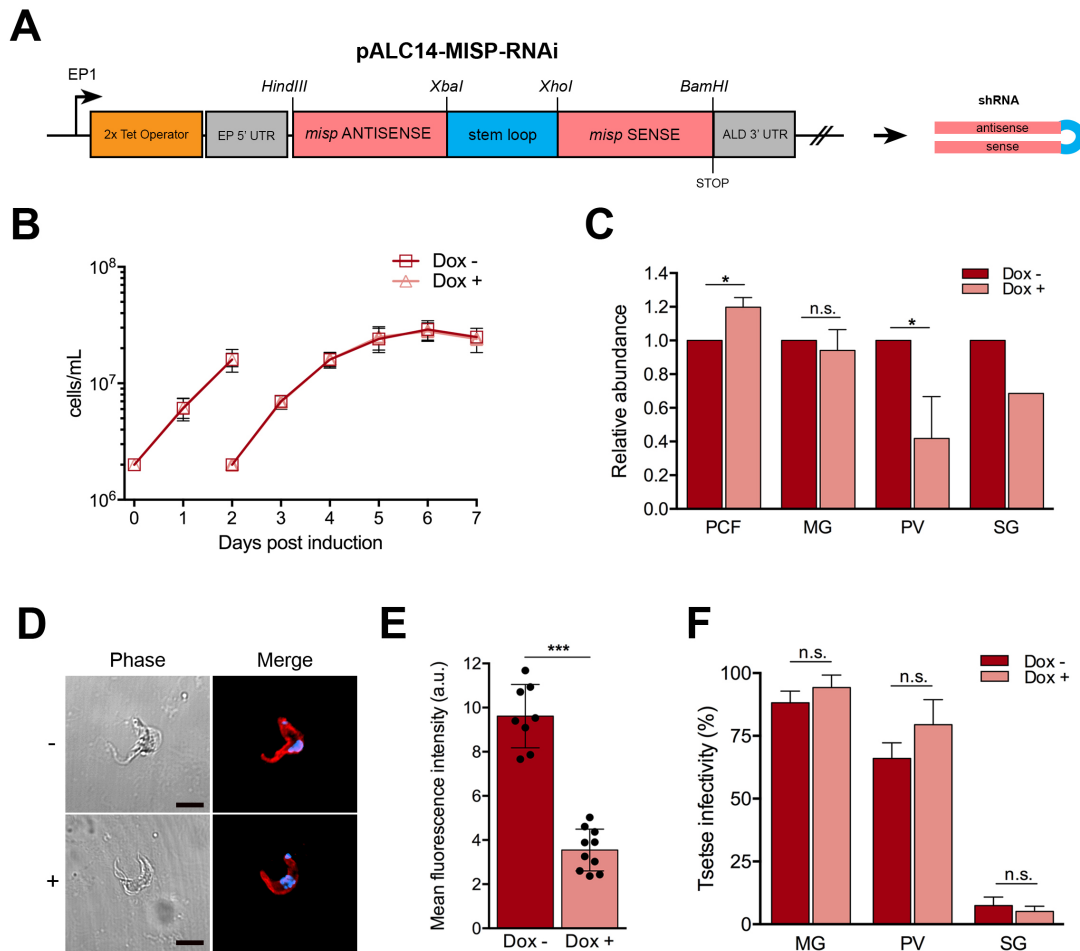 A
pALC14-MISP-RNAi
EP1
HindIII
XbaI
XhoI
BamHI
2x Tet Operator
EP 5' UTR
misp ANTISENSE
stem loop
misp SENSE
ALD 3' UTR
STOP
shRNA
antisense
sense
B
Dox -
Dox +
cells/mL
10⁸
10⁷
10⁶
0 1 2 3 4 5 6 7
Days post induction
C
Dox -
Dox +
Relative abundance
1.4
1.2
1.0
0.8
0.6
0.4
0.2
0.0
*
n.s.
*
PCF MG PV SG
D
Phase Merge
-
+
E
Mean fluorescence intensity (a.u.)
12
10
8
6
4
2
0
***
Dox - Dox +
F
Dox -
Dox +
Tsetse infectivity (%)
100
75
50
25
0
n.s.
n.s.
n.s.
MG PV SG